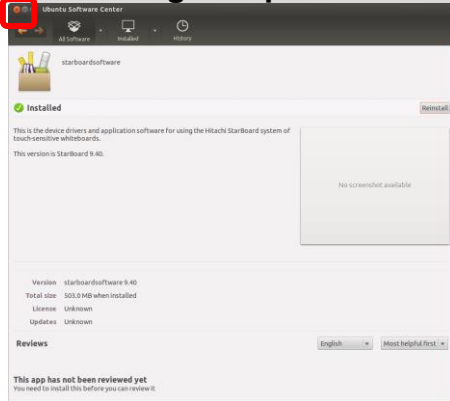 Ubuntu Software Center
All Software
Installed
History
starboardsoftware
Installed
Reinstall
This is the device drivers and application software for using the Hitachi StarBoard system of
touch-sensitive whiteboards.
This version is StarBoard 9.40.
No screenshot available
Version starboardsoftware 9.40
Total size 503.0 MB when installed
License Unknown
Updates Unknown
Reviews
English
Most helpful first
This app has not been reviewed yet
You need to install this before you can review it